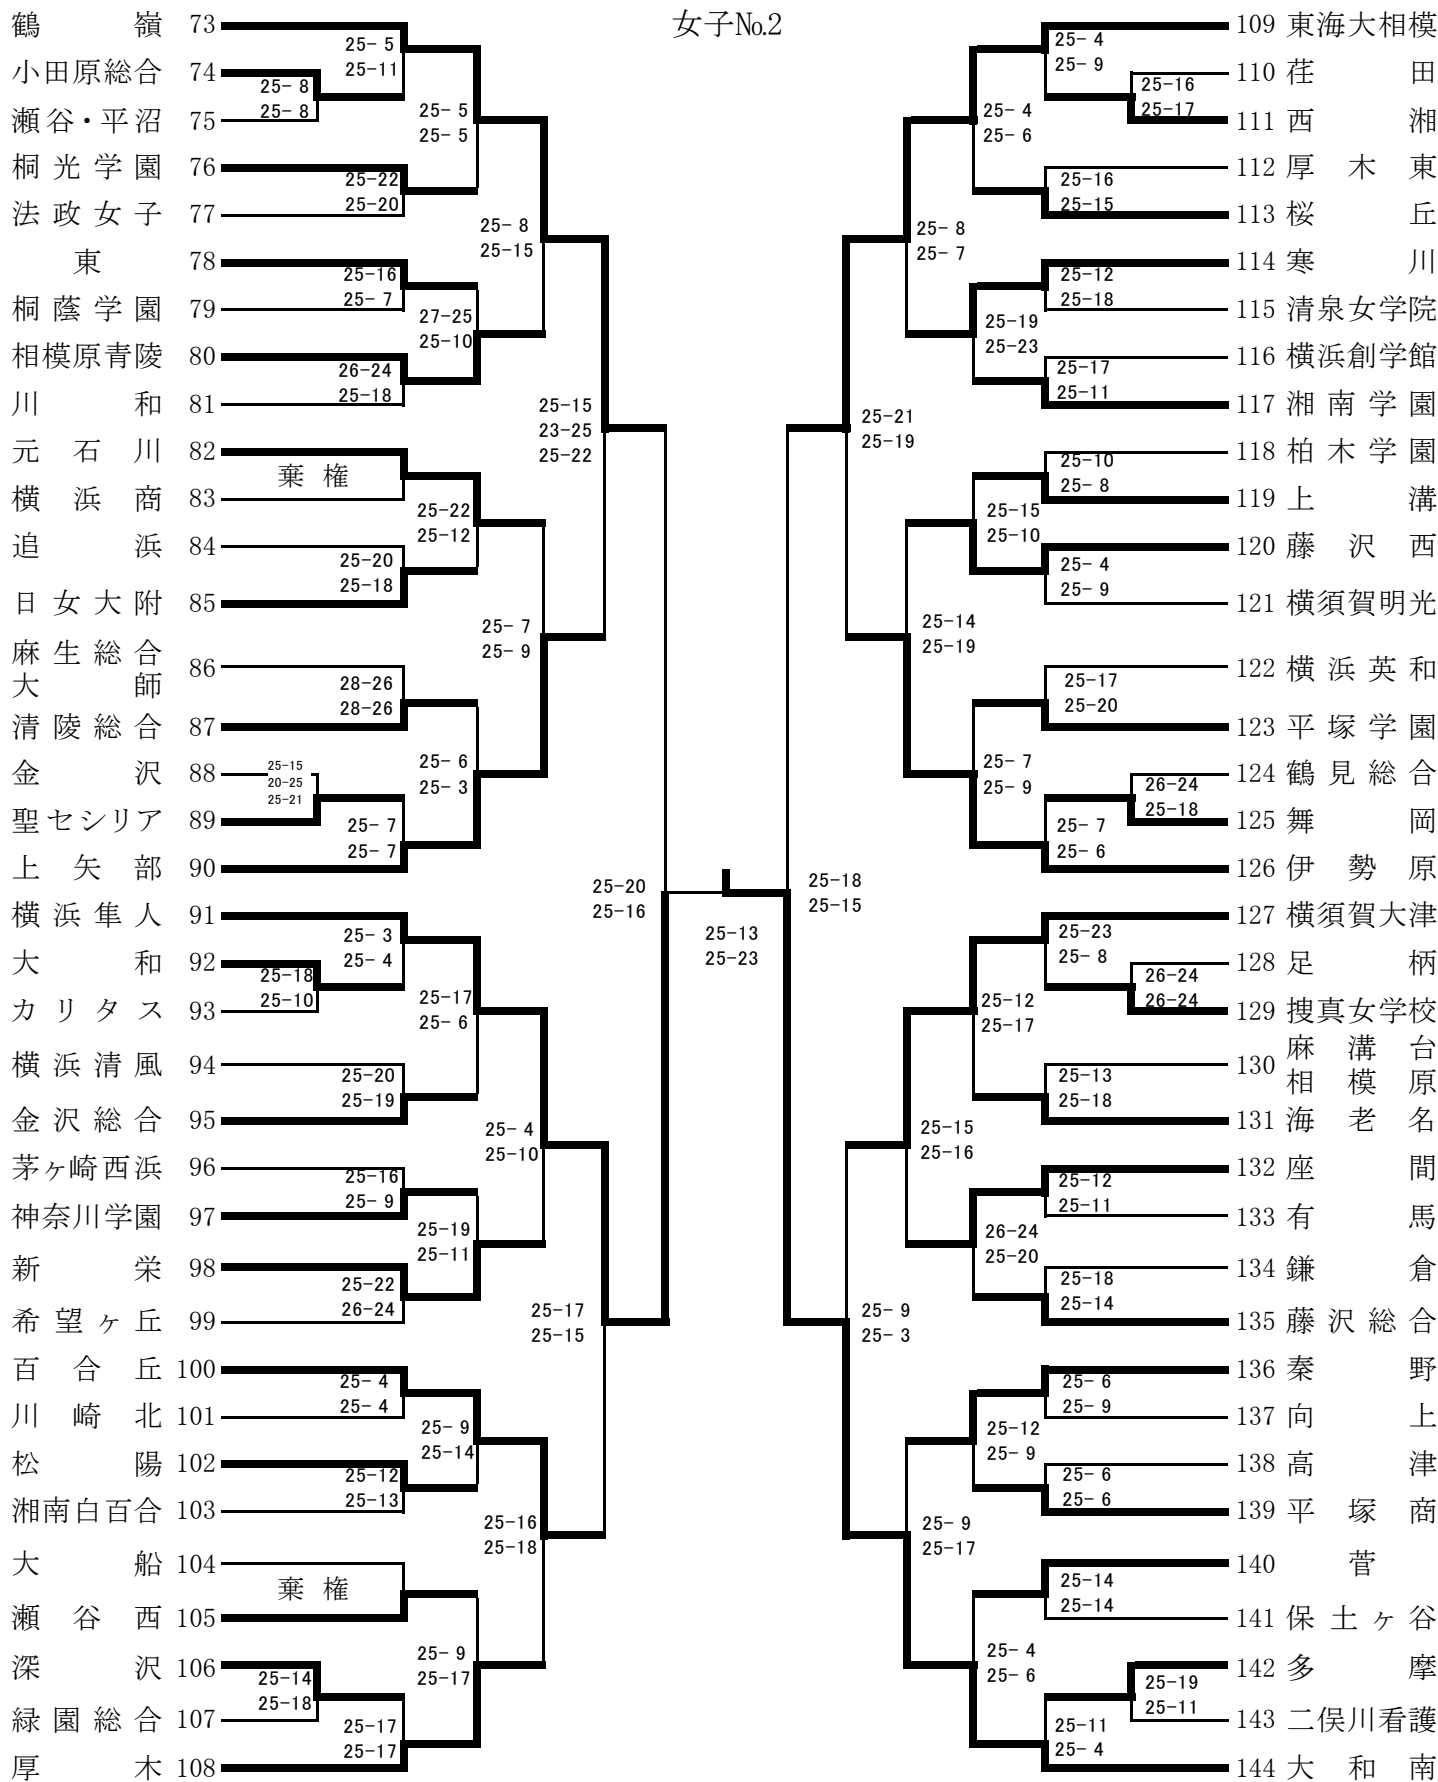 女子No.2
鶴嶺 73
25- 5
25-11
小田原総合 74
25- 8
25- 8
瀬谷・平沼 75
25- 5
25- 5
桐光学園 76
25-22
25-20
法政女子 77
25- 8
25-15
東 78
25-16
25- 7
桐蔭学園 79
27-25
25-10
相模原青陵 80
26-24
25-18
川和 81
25-15
23-25
25-22
元石川 82
棄権
横浜商 83
25-22
25-12
追浜 84
25-20
25-18
日女大附 85
25- 7
25- 9
麻生総合
大師 86
28-26
28-26
清陵総合 87
25- 6
25- 3
金沢 88
25-15
20-25
25-21
聖セシリア 89
25- 7
25- 7
上矢部 90
25-20
25-16
横浜隼人 91
25- 3
25- 4
大和 92
25-18
25-10
カリタス 93
25-17
25- 6
横浜清風 94
25-20
25-19
金沢総合 95
25- 4
25-10
茅ヶ崎西浜 96
25-16
25- 9
神奈川学園 97
25-19
25-11
新栄 98
25-22
26-24
希望ヶ丘 99
25-17
25-15
百合丘 100
25- 4
25- 4
川崎北 101
25- 9
25-14
松陽 102
25-12
25-13
湘南白百合 103
25-16
25-18
大船 104
棄権
瀬谷西 105
25- 9
25-17
深沢 106
25-14
25-18
緑園総合 107
25-17
25-17
厚木 108
25-13
25-23
109 東海大相模
25- 4
25- 9
110 荏田
25-16
25-17
111 西湘
25- 4
25- 6
112 厚木東
25-16
25-15
113 桜丘
25- 8
25- 7
114 寒川
25-12
25-18
115 清泉女学院
25-19
25-23
116 横浜創学館
25-17
25-11
117 湘南学園
25-21
25-19
118 柏木学園
25-10
25- 8
119 上溝
25-15
25-10
120 藤沢西
25- 4
25- 9
121 横須賀明光
25-14
25-19
122 横浜英和
25-17
25-20
123 平塚学園
25- 7
25- 9
124 鶴見総合
26-24
25-18
125 舞岡
25- 7
25- 6
126 伊勢原
25-18
25-15
127 横須賀大津
25-23
25- 8
128 足柄
26-24
26-24
129 捜真女学校
25-12
25-17
130 麻溝台
相模原
25-13
25-18
131 海老名
25-15
25-16
132 座間
25-12
25-11
133 有馬
26-24
25-20
134 鎌倉
25-18
25-14
135 藤沢総合
25- 9
25- 3
136 秦野
25- 6
25- 9
137 向上
25-12
25- 9
138 高津
25- 6
25- 6
139 平塚商
25- 9
25-17
140 菅
25-14
25-14
141 保土ヶ谷
25- 4
25- 6
142 多摩
25-19
25-11
143 二俣川看護
25-11
25- 4
144 大和南